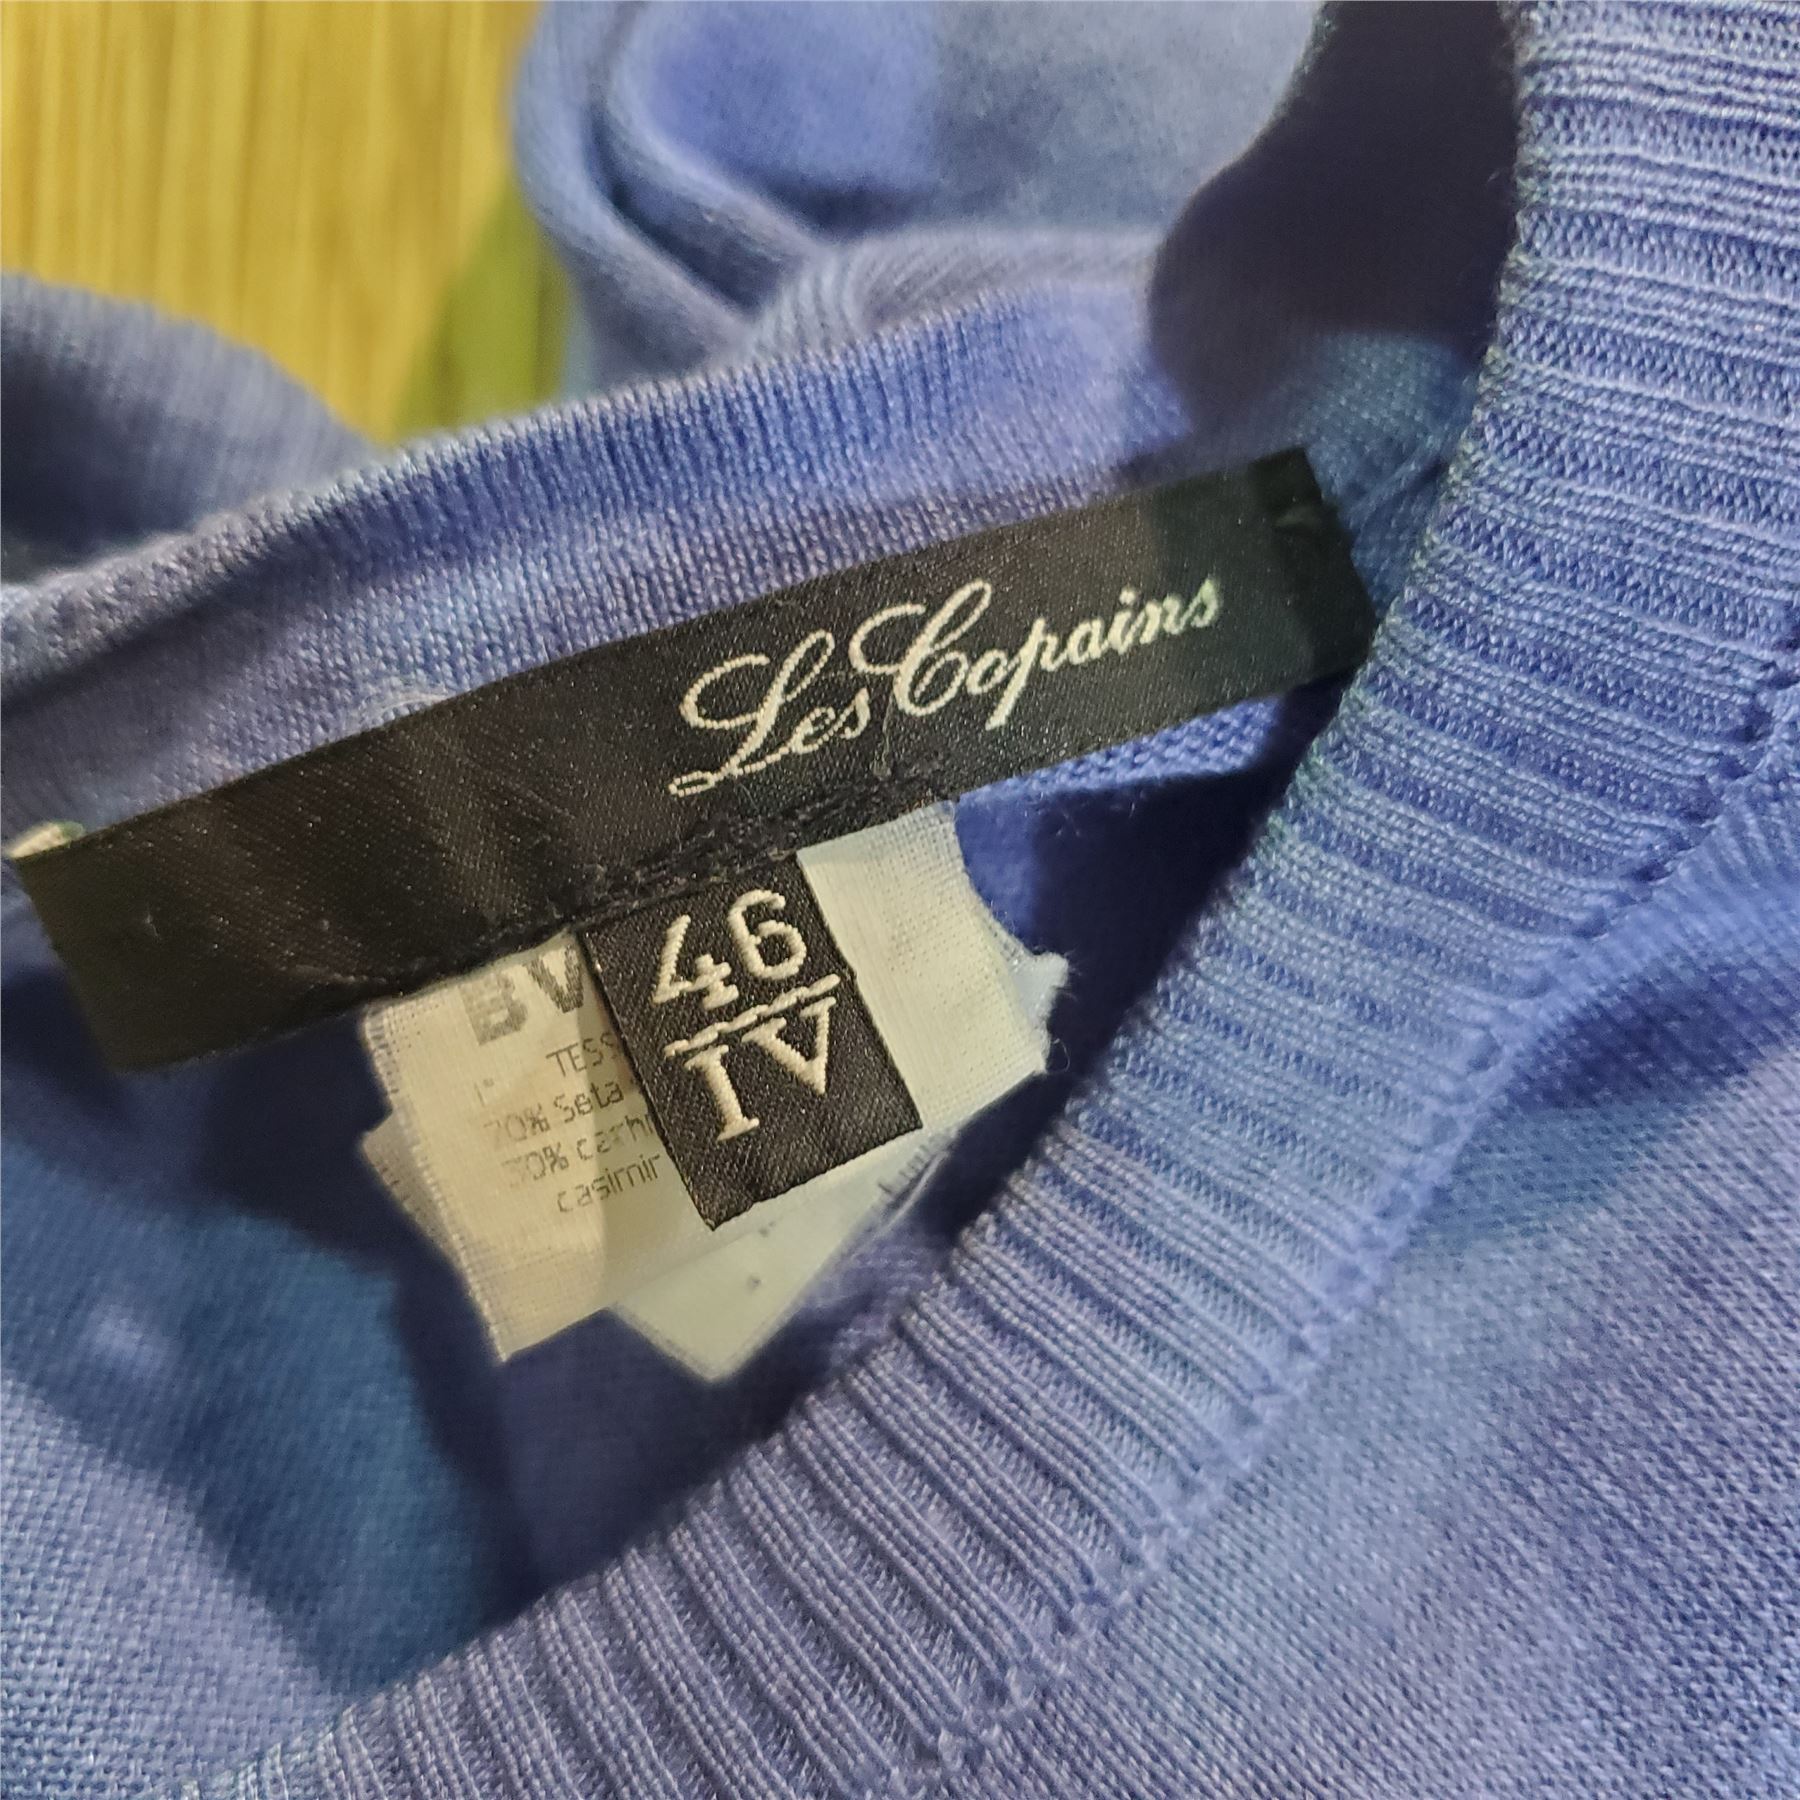 Les Copains
46
IV
BV
TESS
70% Seta
30% cash
casimir